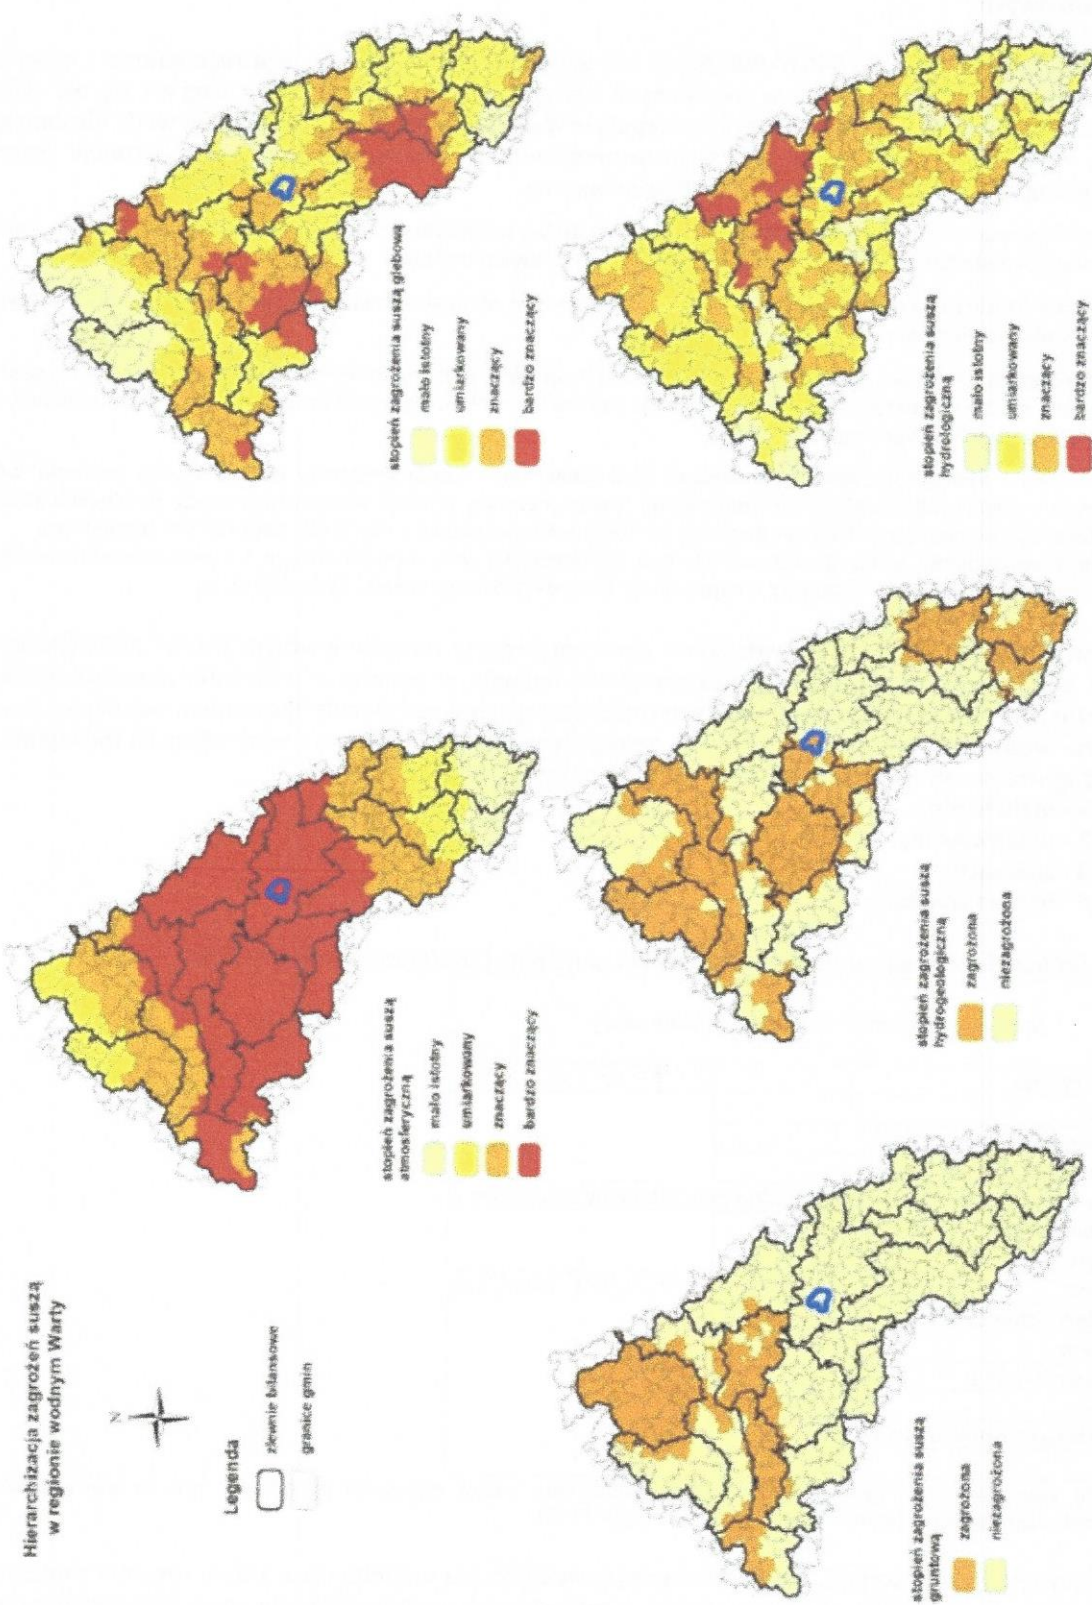 Hierarchizacja zagrożeń suszą
w regionie wodnym Warty
N
Legenda
zlewnie bilansowe
granice gmin
stopień zagrożenia suszą
atmosferyczną
mało istotny
umiarkowany
znaczący
bardzo znaczący
stopień zagrożenia suszą glebową
mało istotny
umiarkowany
znaczący
bardzo znaczący
stopień zagrożenia suszą
gruntową
zagrożona
niezagrożona
stopień zagrożenia suszą
hydrogeologiczną
zagrożona
niezagrożona
stopień zagrożenia suszą
hydrologiczną
mało istotny
umiarkowany
znaczący
bardzo znaczący